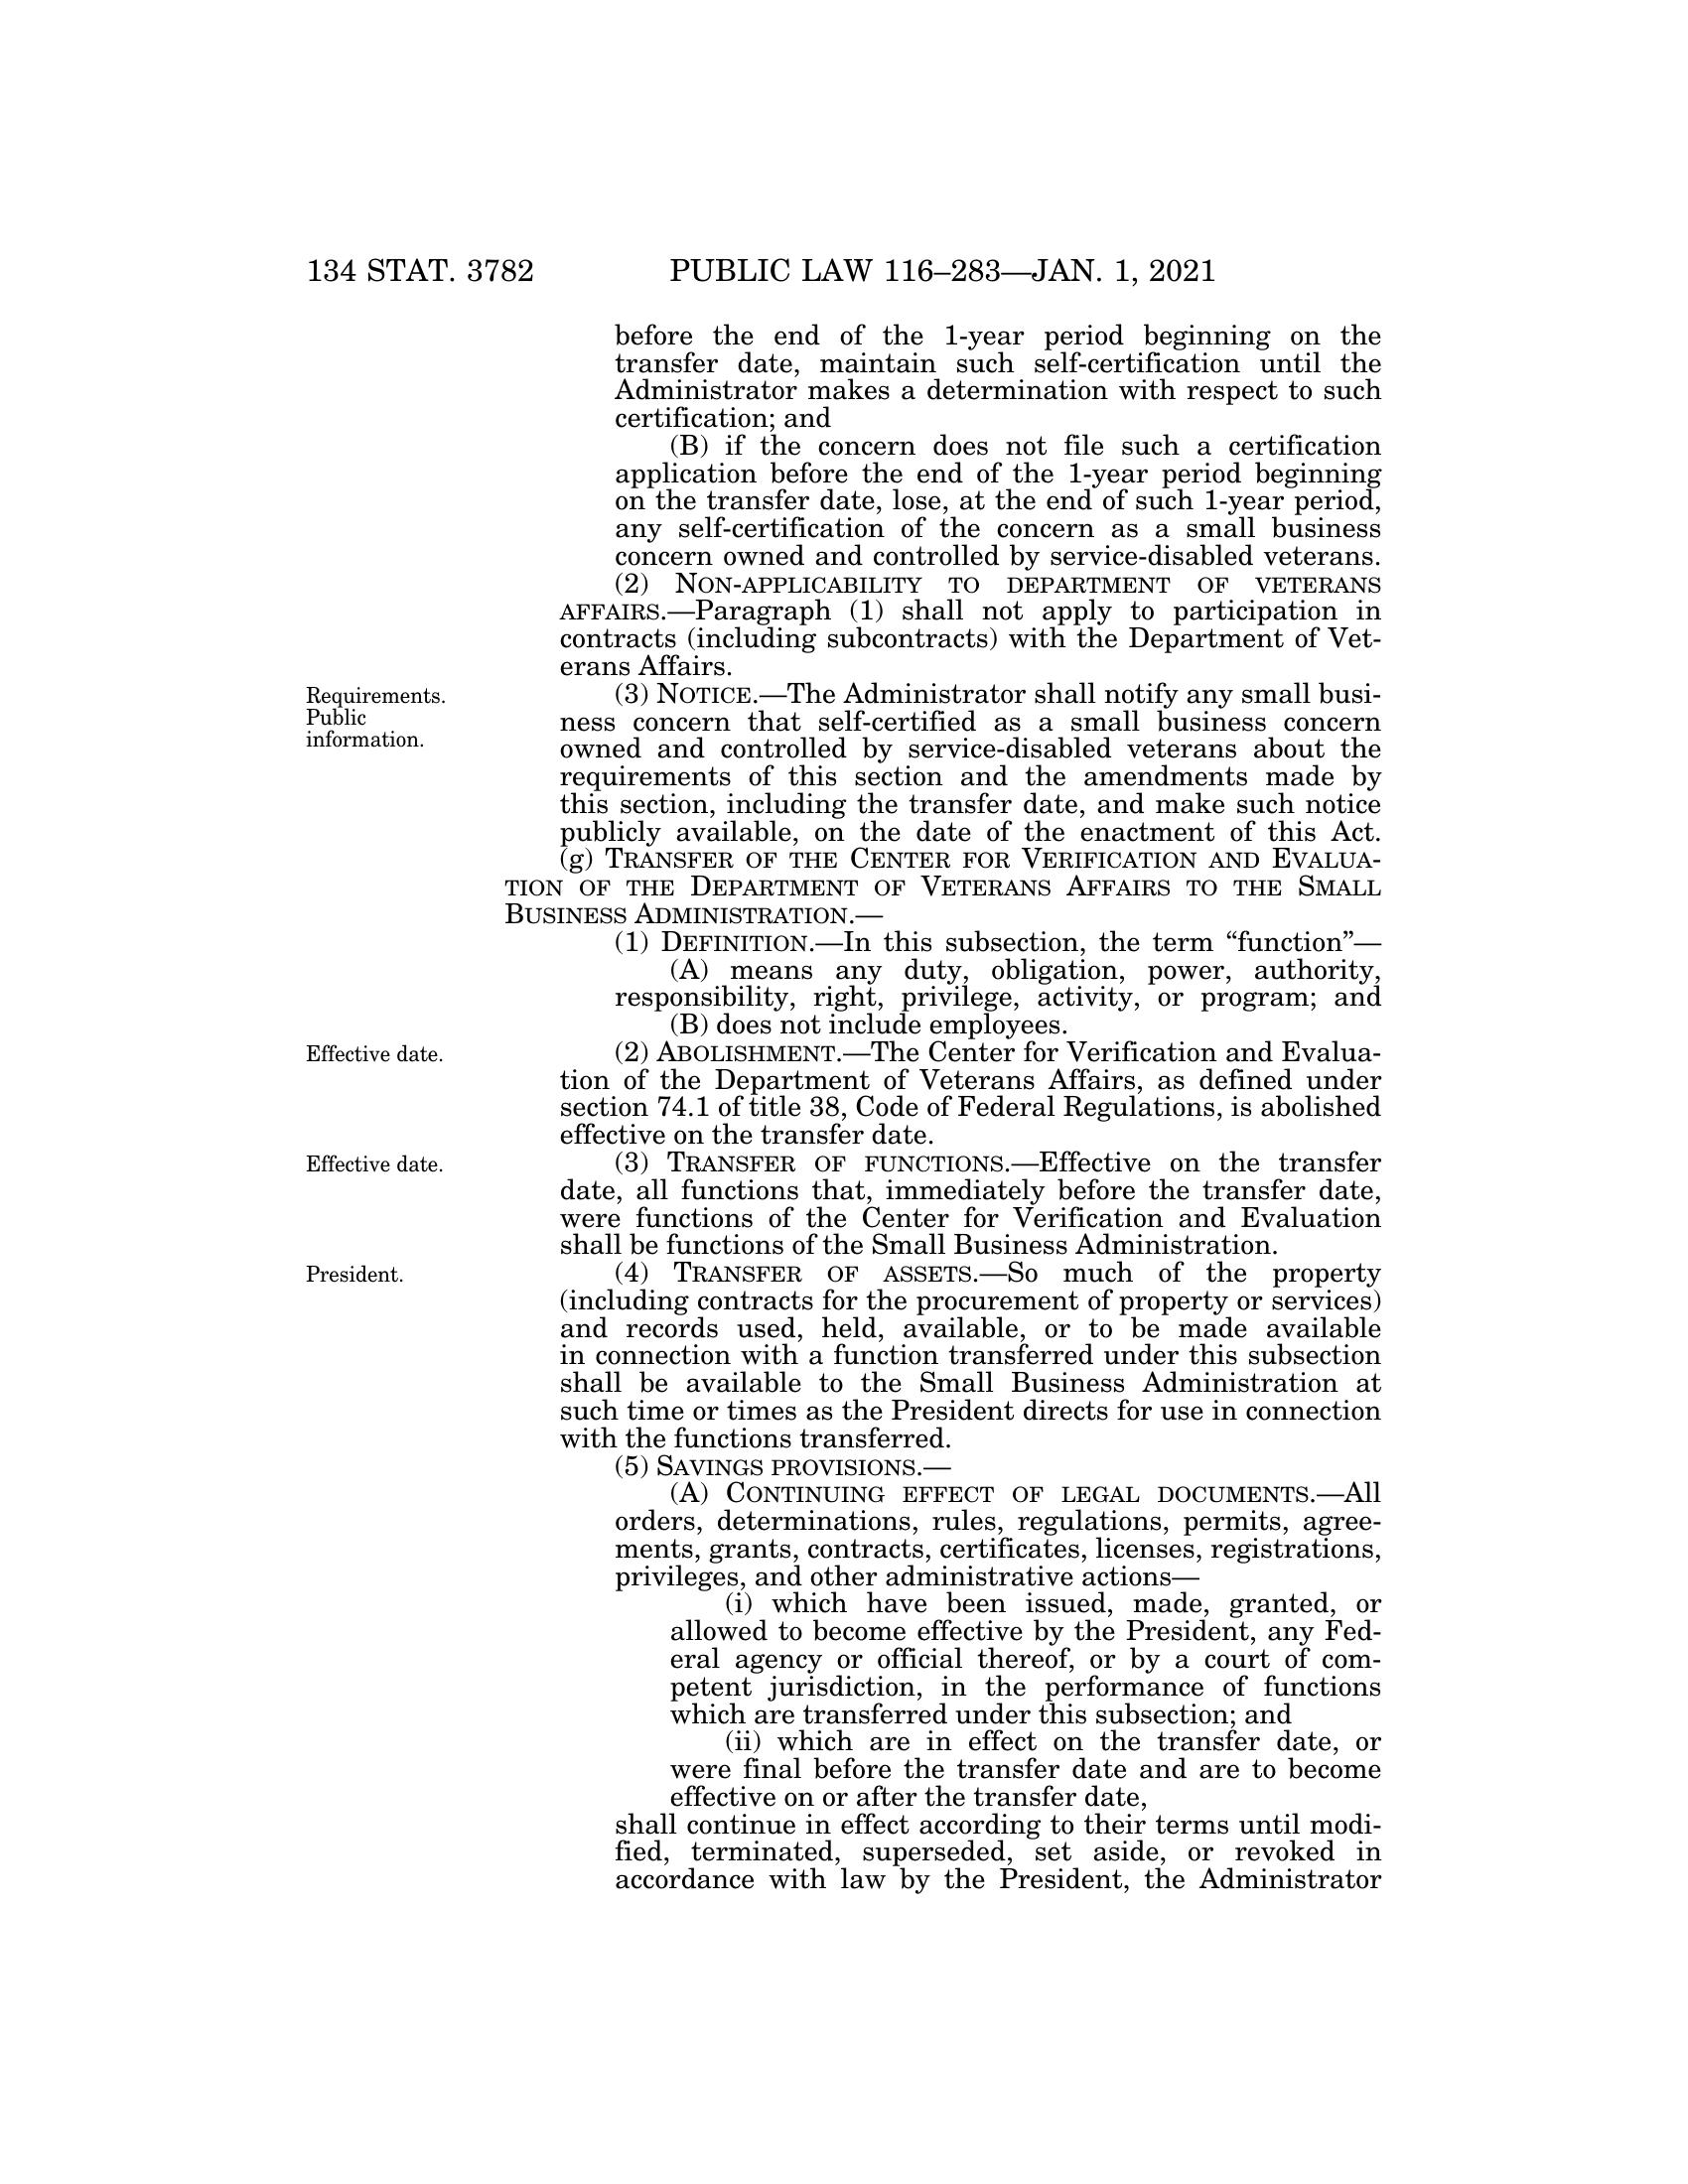 134 STAT. 3782 PUBLIC LAW 116–283—JAN. 1, 2021
before the end of the 1-year period beginning on the
transfer date, maintain such self-certification until the
Administrator makes a determination with respect to such
certification; and
(B) if the concern does not file such a certification
application before the end of the 1-year period beginning
on the transfer date, lose, at the end of such 1-year period,
any self-certification of the concern as a small business
concern owned and controlled by service-disabled veterans.
(2) NON-APPLICABILITY TO DEPARTMENT OF VETERANS
AFFAIRS.—Paragraph (1) shall not apply to participation in
contracts (including subcontracts) with the Department of Vet-
erans Affairs.
Requirements.
Public
information.
(3) NOTICE.—The Administrator shall notify any small busi-
ness concern that self-certified as a small business concern
owned and controlled by service-disabled veterans about the
requirements of this section and the amendments made by
this section, including the transfer date, and make such notice
publicly available, on the date of the enactment of this Act.
(g) TRANSFER OF THE CENTER FOR VERIFICATION AND EVALUA-
TION OF THE DEPARTMENT OF VETERANS AFFAIRS TO THE SMALL
BUSINESS ADMINISTRATION.—
(1) DEFINITION.—In this subsection, the term “function”—
(A) means any duty, obligation, power, authority,
responsibility, right, privilege, activity, or program; and
(B) does not include employees.
Effective date.
(2) ABOLISHMENT.—The Center for Verification and Evalua-
tion of the Department of Veterans Affairs, as defined under
section 74.1 of title 38, Code of Federal Regulations, is abolished
effective on the transfer date.
Effective date.
(3) TRANSFER OF FUNCTIONS.—Effective on the transfer
date, all functions that, immediately before the transfer date,
were functions of the Center for Verification and Evaluation
shall be functions of the Small Business Administration.
President.
(4) TRANSFER OF ASSETS.—So much of the property
(including contracts for the procurement of property or services)
and records used, held, available, or to be made available
in connection with a function transferred under this subsection
shall be available to the Small Business Administration at
such time or times as the President directs for use in connection
with the functions transferred.
(5) SAVINGS PROVISIONS.—
(A) CONTINUING EFFECT OF LEGAL DOCUMENTS.—All
orders, determinations, rules, regulations, permits, agree-
ments, grants, contracts, certificates, licenses, registrations,
privileges, and other administrative actions—
(i) which have been issued, made, granted, or
allowed to become effective by the President, any Fed-
eral agency or official thereof, or by a court of com-
petent jurisdiction, in the performance of functions
which are transferred under this subsection; and
(ii) which are in effect on the transfer date, or
were final before the transfer date and are to become
effective on or after the transfer date,
shall continue in effect according to their terms until modi-
fied, terminated, superseded, set aside, or revoked in
accordance with law by the President, the Administrator